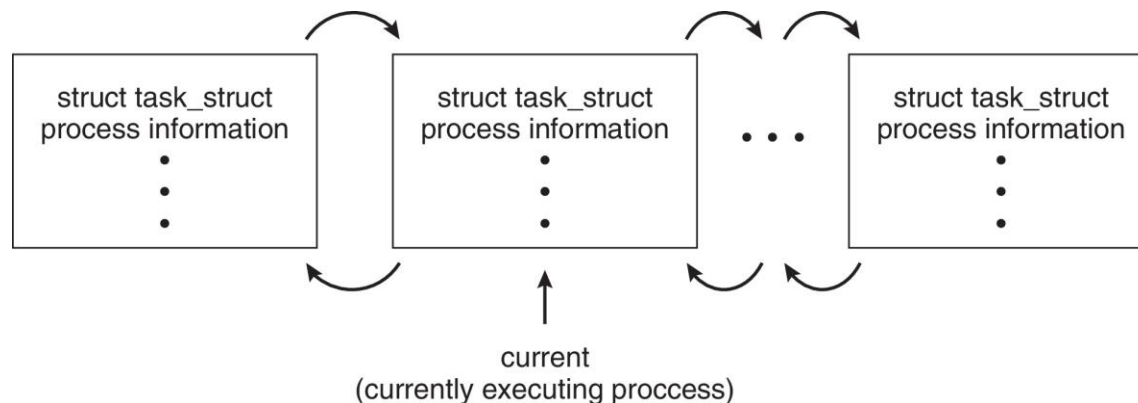 struct task_struct
process information
struct task_struct
process information
struct task_struct
process information
current
(currently executing proccess)